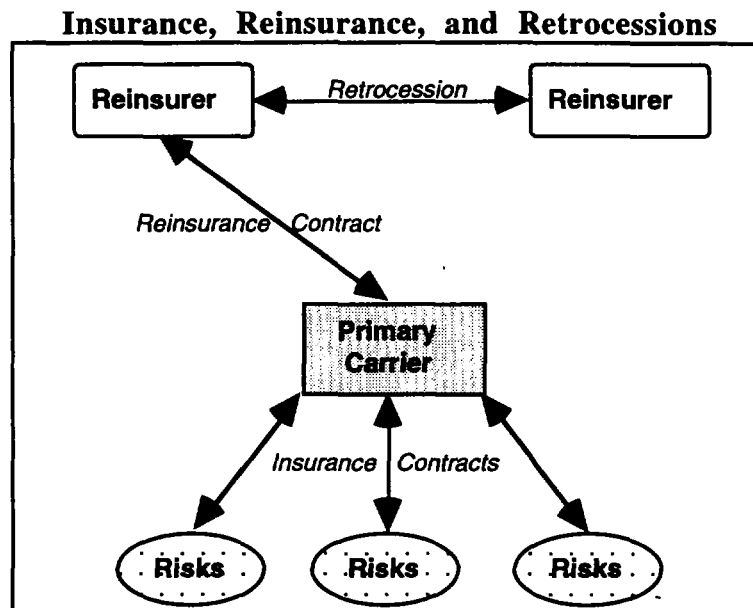 Insurance, Reinsurance, and Retrocessions
Reinsurer
Retrocession
Reinsurer
Reinsurance Contract
Primary
Carrier
Insurance Contracts
Risks
Risks
Risks